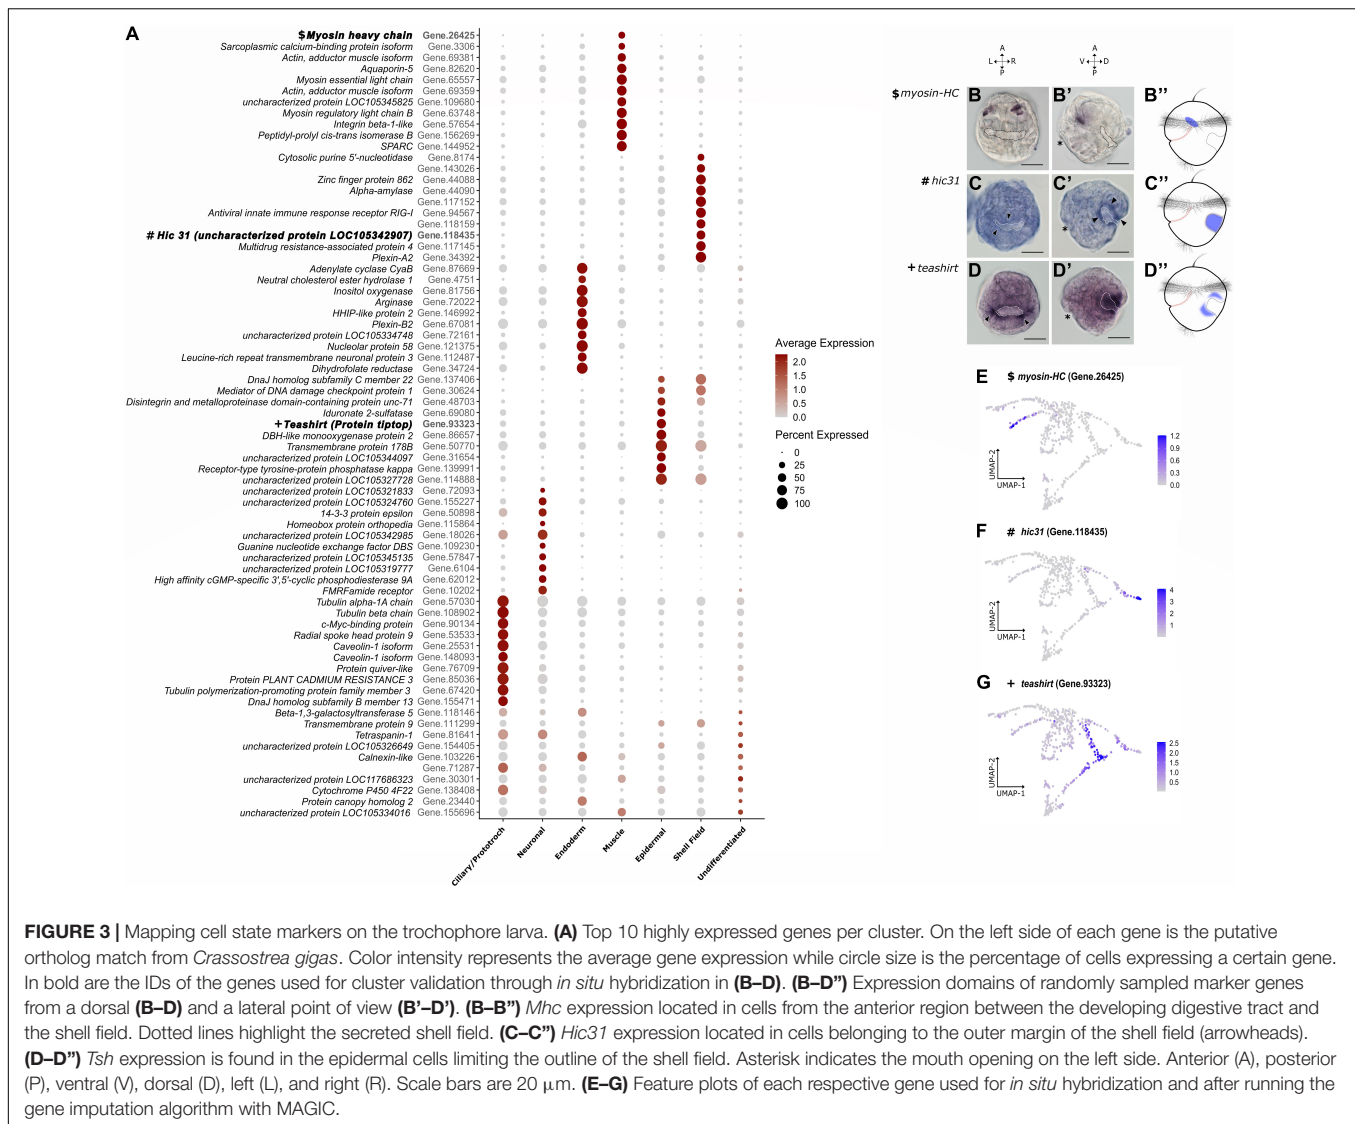 A
$Myosin heavy chain Gene.26425
Sarcoplasmic calcium-binding protein isoform Gene.3306
Actin, adductor muscle isoform Gene.69381
Aquaporin-5 Gene.82620
Myosin essential light chain Gene.65557
Actin, adductor muscle isoform Gene.69359
uncharacterized protein LOC105345825 Gene.109680
Myosin regulatory light chain B Gene.63748
Integrin beta-1-like Gene.57654
Peptidyl-prolyl cis-trans isomerase B Gene.156269
SPARC Gene.144952
Cytosolic purine 5'-nucleotidase Gene.8174
Gene.143026
Zinc finger protein 862 Gene.44088
Alpha-amylase Gene.44090
Gene.117152
Antiviral innate immune response receptor RIG-I Gene.94567
Gene.118159
# Hic 31 (uncharacterized protein LOC105342907) Gene.118435
Multidrug resistance-associated protein 4 Gene.117145
Plexin-A2 Gene.34392
Adenylate cyclase CyaB Gene.87669
Neutral cholesterol ester hydrolase 1 Gene.4751
Inositol oxygenase Gene.81756
Arginase Gene.72022
HHIP-like protein 2 Gene.146992
Plexin-B2 Gene.67081
uncharacterized protein LOC105334748 Gene.72161
Nucleolar protein 58 Gene.121375
Leucine-rich repeat transmembrane neuronal protein 3 Gene.112487
Dihydrofolate reductase Gene.34724
DnaJ homolog subfamily C member 22 Gene.137406
Mediator of DNA damage checkpoint protein 1 Gene.30624
Disintegrin and metalloproteinase domain-containing protein unc-71 Gene.48703
Iduronate 2-sulfatase Gene.69080
+Teashirt (Protein tiptop) Gene.93323
DBH-like monooxygenase protein 2 Gene.86657
Transmembrane protein 178B Gene.50770
uncharacterized protein LOC105344097 Gene.31654
Receptor-type tyrosine-protein phosphatase kappa Gene.139991
uncharacterized protein LOC105327728 Gene.114888
uncharacterized protein LOC105321833 Gene.72093
uncharacterized protein LOC105324760 Gene.155227
14-3-3 protein epsilon Gene.50898
Homeobox protein orthopedia Gene.115864
uncharacterized protein LOC105342985 Gene.18026
Guanine nucleotide exchange factor DBS Gene.109230
uncharacterized protein LOC105345135 Gene.57847
uncharacterized protein LOC105319777 Gene.6104
High affinity cGMP-specific 3',5'-cyclic phosphodiesterase 9A Gene.62012
FMRFamide receptor Gene.10202
Tubulin alpha-1A chain Gene.57030
Tubulin beta chain Gene.108902
c-Myc-binding protein Gene.90134
Radial spoke head protein 9 Gene.53533
Caveolin-1 isoform Gene.25531
Caveolin-1 isoform Gene.148093
Protein quiver-like Gene.76709
Protein PLANT CADMIUM RESISTANCE 3 Gene.85036
Tubulin polymerization-promoting protein family member 3 Gene.67420
DnaJ homolog subfamily B member 13 Gene.155471
Beta-1,3-galactosyltransferase 5 Gene.118146
Transmembrane protein 9 Gene.111299
Tetraspanin-1 Gene.81641
uncharacterized protein LOC105326649 Gene.154405
Calnexin-like Gene.103226
Gene.71287
uncharacterized protein LOC117686323 Gene.30301
Cytochrome P450 4F22 Gene.138408
Protein canopy homolog 2 Gene.23440
uncharacterized protein LOC105334016 Gene.155696
Ciliary/Prototroch
Neuronal
Endoderm
Muscle
Epidermal
Shell Field
Undifferentiated
Average Expression
2.0
1.5
1.0
0.5
0.0
Percent Expressed
0
25
50
75
100
A
L R
P
A
V D
P
$ myosin-HC
B B' B''
*
# hic31
C C' C''
*
+ teashirt
D D' D''
*
E $ myosin-HC (Gene.26425)
1.2
0.9
0.6
0.3
0.0
UMAP-2
UMAP-1
F # hic31 (Gene.118435)
4
3
2
1
UMAP-2
UMAP-1
G + teashirt (Gene.93323)
2.5
2.0
1.5
1.0
0.5
UMAP-2
UMAP-1
FIGURE 3 | Mapping cell state markers on the trochophore larva. (A) Top 10 highly expressed genes per cluster. On the left side of each gene is the putative
ortholog match from Crassostrea gigas. Color intensity represents the average gene expression while circle size is the percentage of cells expressing a certain gene.
In bold are the IDs of the genes used for cluster validation through in situ hybridization in (B–D). (B–D”) Expression domains of randomly sampled marker genes
from a dorsal (B–D) and a lateral point of view (B’–D’). (B–B”) Mhc expression located in cells from the anterior region between the developing digestive tract and
the shell field. Dotted lines highlight the secreted shell field. (C–C”) Hic31 expression located in cells belonging to the outer margin of the shell field (arrowheads).
(D–D”) Tsh expression is found in the epidermal cells limiting the outline of the shell field. Asterisk indicates the mouth opening on the left side. Anterior (A), posterior
(P), ventral (V), dorsal (D), left (L), and right (R). Scale bars are 20 μm. (E–G) Feature plots of each respective gene used for in situ hybridization and after running the
gene imputation algorithm with MAGIC.